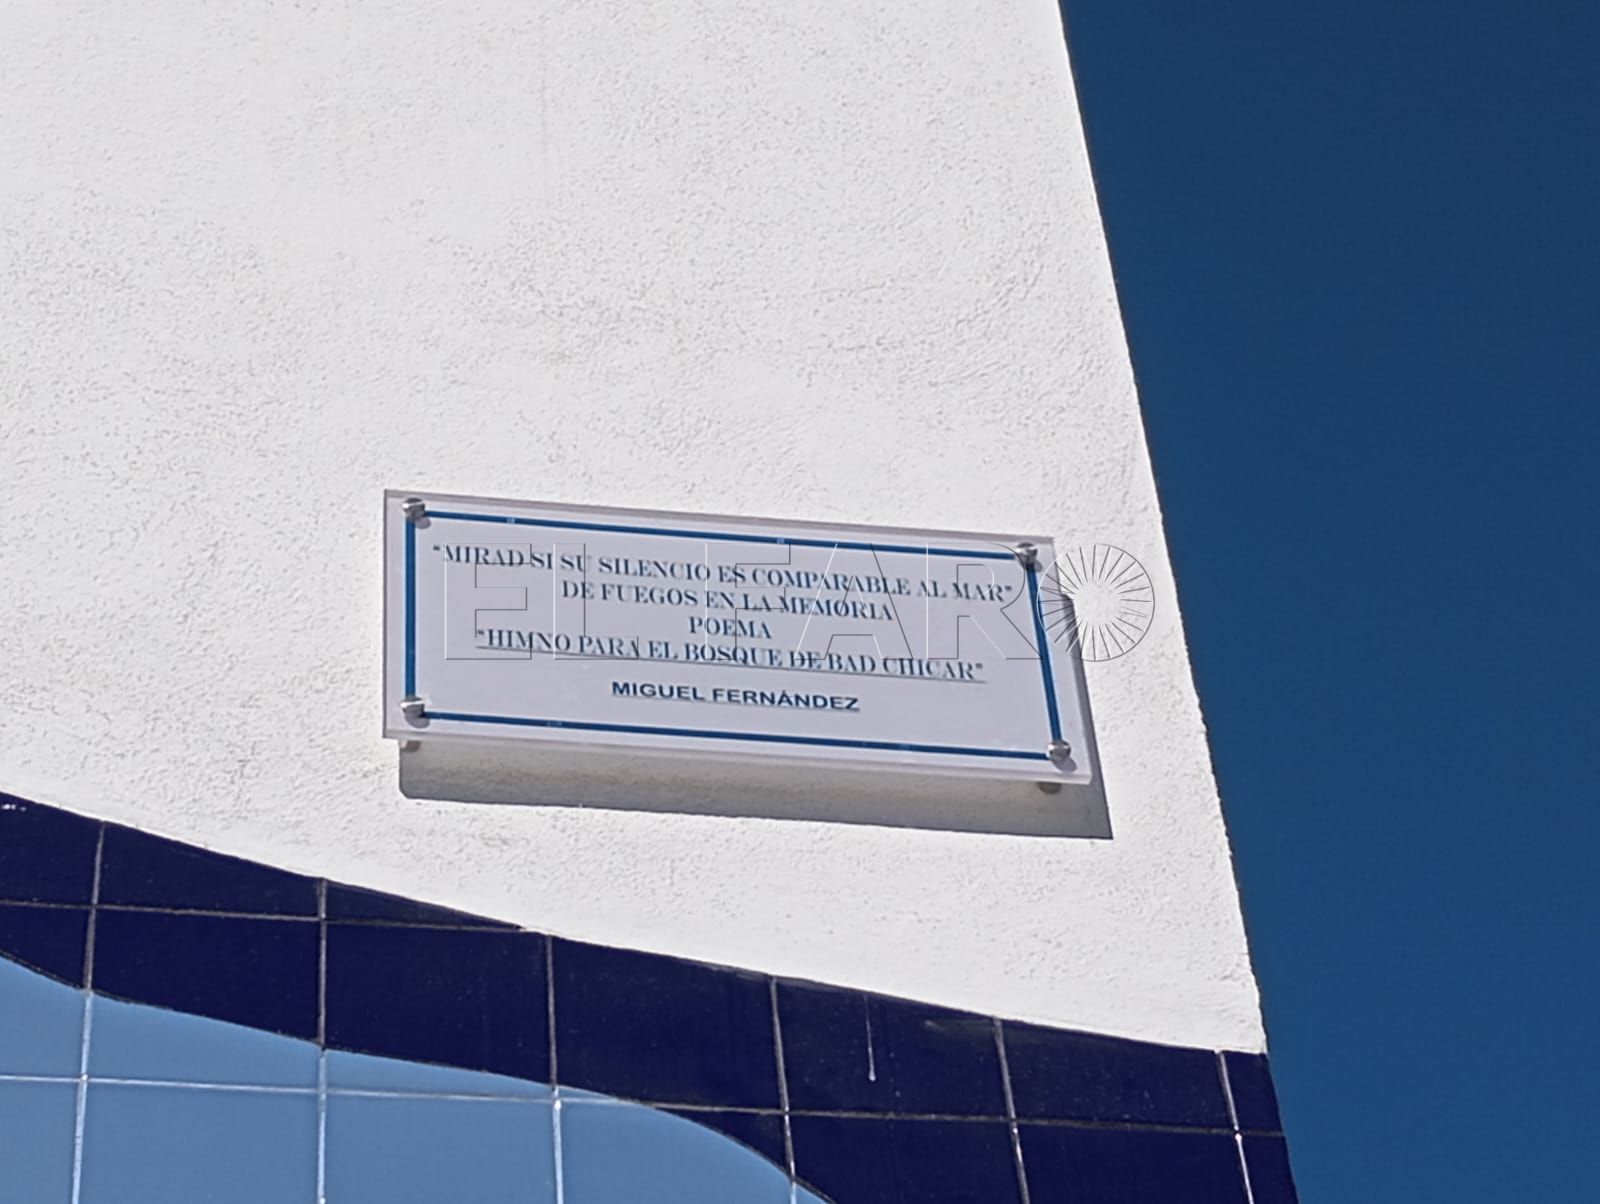 “MIRAD SI SU SILENCIO ES COMPARABLE AL MAR”
DE FUEGOS EN LA MEMORIA
POEMA
“HIMNO PARA EL BOSQUE DE BAD CHICAR”
MIGUEL FERNÁNDEZ
EL FARO